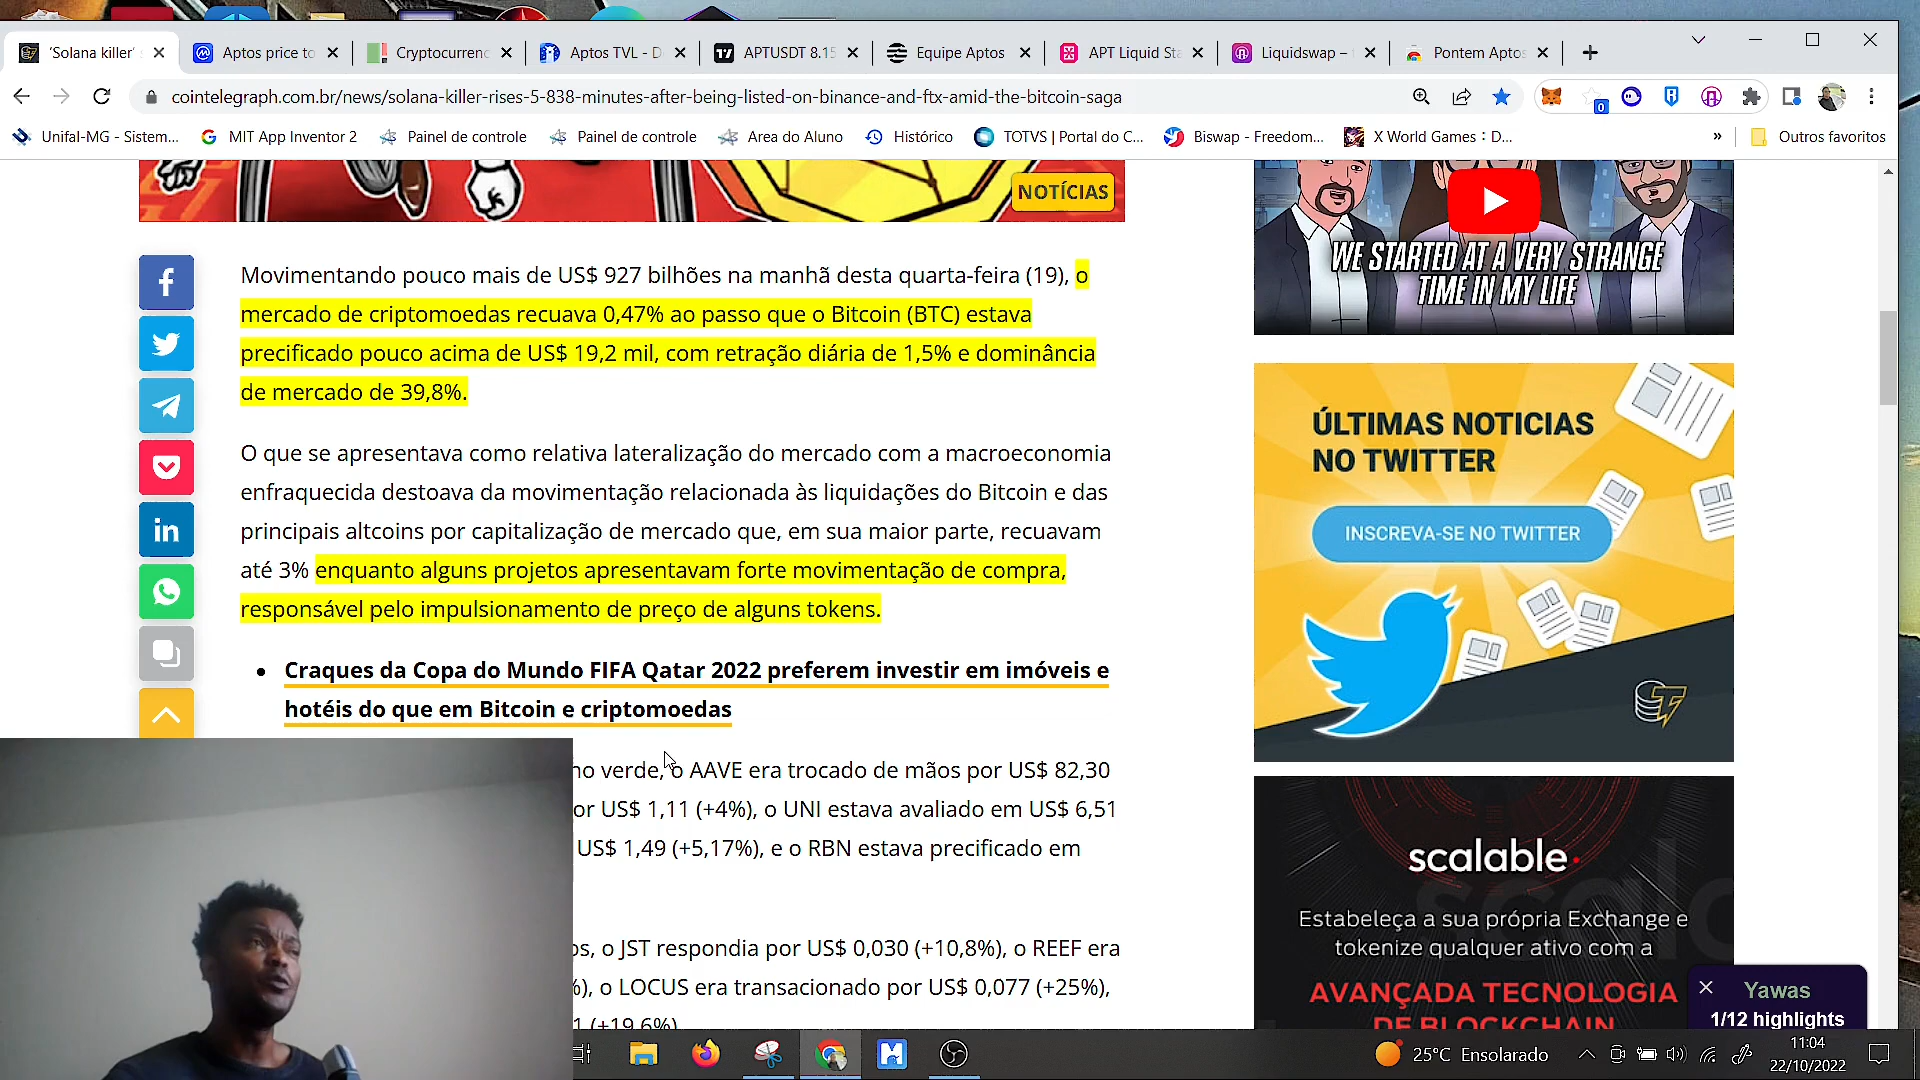 'Solana killer' s
Aptos price to
Cryptocurrenc
Aptos TVL - D
APTUSDT 8.15
Equipe Aptos
APT Liquid Sta
Liquidswap –
Pontem Aptos
cointelegraph.com.br/news/solana-killer-rises-5-838-minutes-after-being-listed-on-binance-and-ftx-amid-the-bitcoin-saga
0
Unifal-MG - Sistem...
MIT App Inventor 2
Painel de controle
Painel de controle
Area do Aluno
Histórico
TOTVS | Portal do C...
Biswap - Freedom...
X World Games : D...
»
Outros favoritos
NOTÍCIAS
Movimentando pouco mais de US$ 927 bilhões na manhã desta quarta-feira (19), o
mercado de criptomoedas recuava 0,47% ao passo que o Bitcoin (BTC) estava
precificado pouco acima de US$ 19,2 mil, com retração diária de 1,5% e dominância
de mercado de 39,8%.
O que se apresentava como relativa lateralização do mercado com a macroeconomia
enfraquecida destoava da movimentação relacionada às liquidações do Bitcoin e das
principais altcoins por capitalização de mercado que, em sua maior parte, recuavam
até 3% enquanto alguns projetos apresentavam forte movimentação de compra,
responsável pelo impulsionamento de preço de alguns tokens.
• Craques da Copa do Mundo FIFA Qatar 2022 preferem investir em imóveis e
hotéis do que em Bitcoin e criptomoedas
no verde, o AAVE era trocado de mãos por US$ 82,30
or US$ 1,11 (+4%), o UNI estava avaliado em US$ 6,51
US$ 1,49 (+5,17%), e o RBN estava precificado em
os, o JST respondia por US$ 0,030 (+10,8%), o REEF era
%), o LOCUS era transacionado por US$ 0,077 (+25%),
1 (+19,6%)
WE STARTED AT A VERY STRANGE
TIME IN MY LIFE
ÚLTIMAS NOTICIAS
NO TWITTER
INSCREVA-SE NO TWITTER
scalable.
Estabeleça a sua própria Exchange e
tokenize qualquer ativo com a
AVANÇADA TECNOLOGIA
DE BLOCKCHAIN
Yawas
1/12 highlights
25°C Ensolarado
11:04
22/10/2022